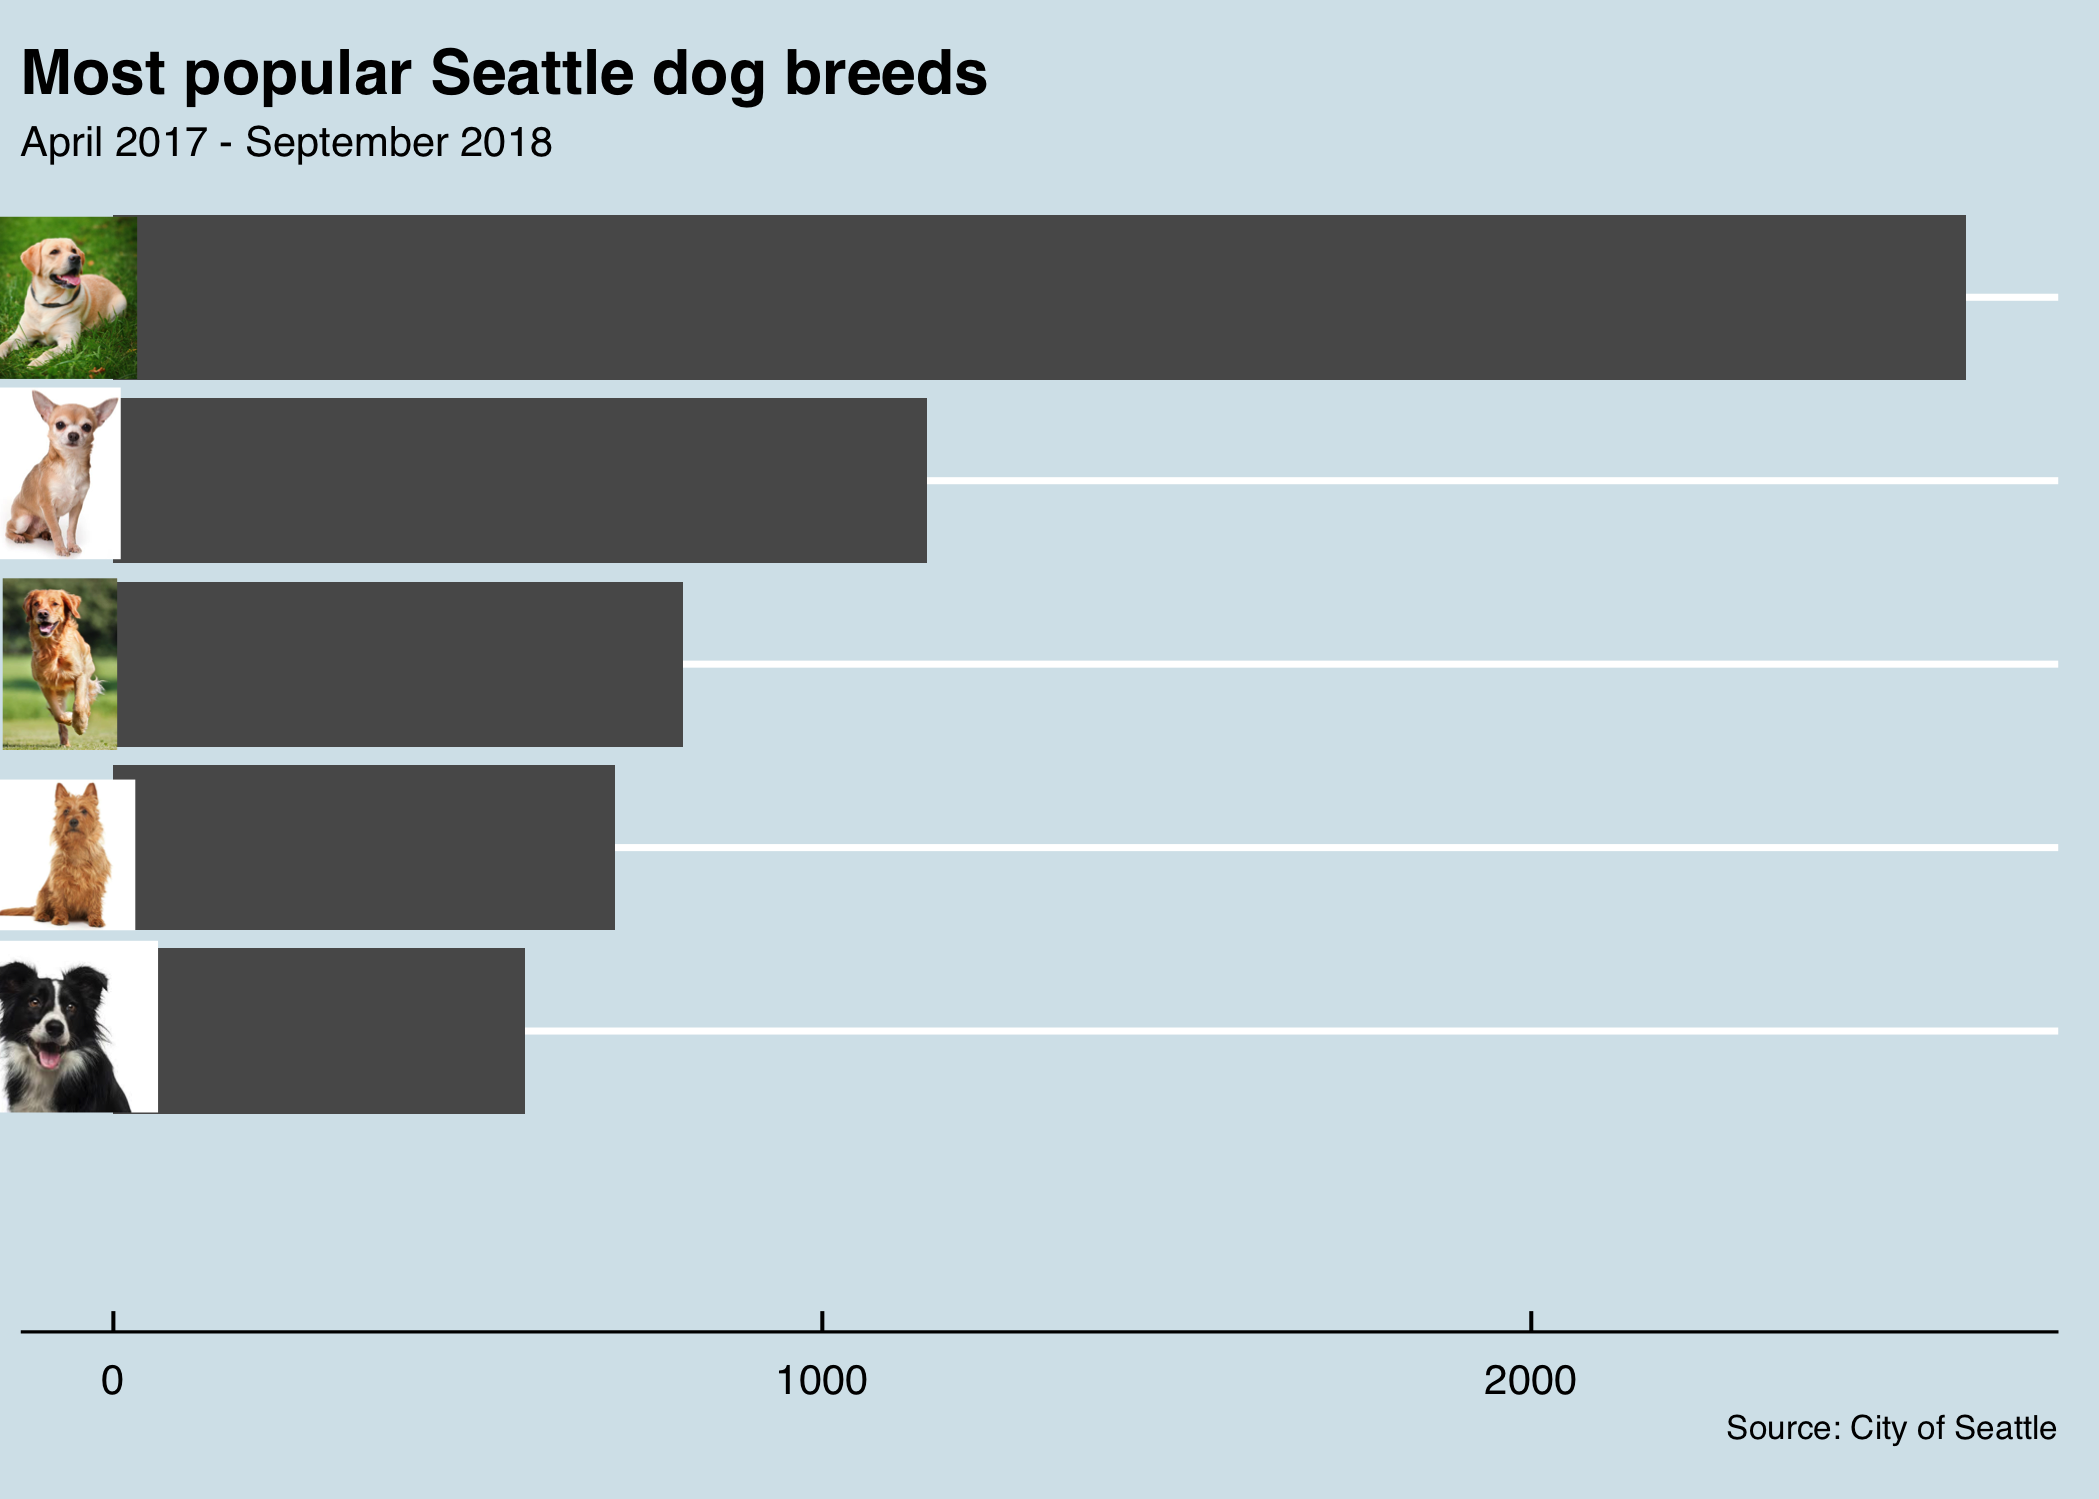 Most popular Seattle dog breeds
April 2017 - September 2018
0 1000 2000
Source: City of Seattle